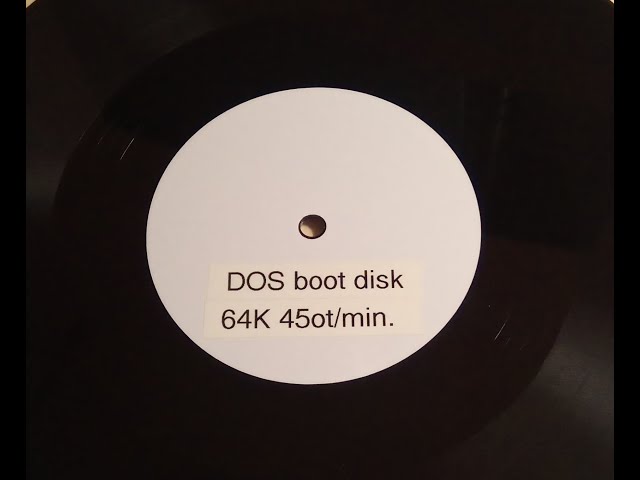 DOS boot disk
64K 45ot/min.